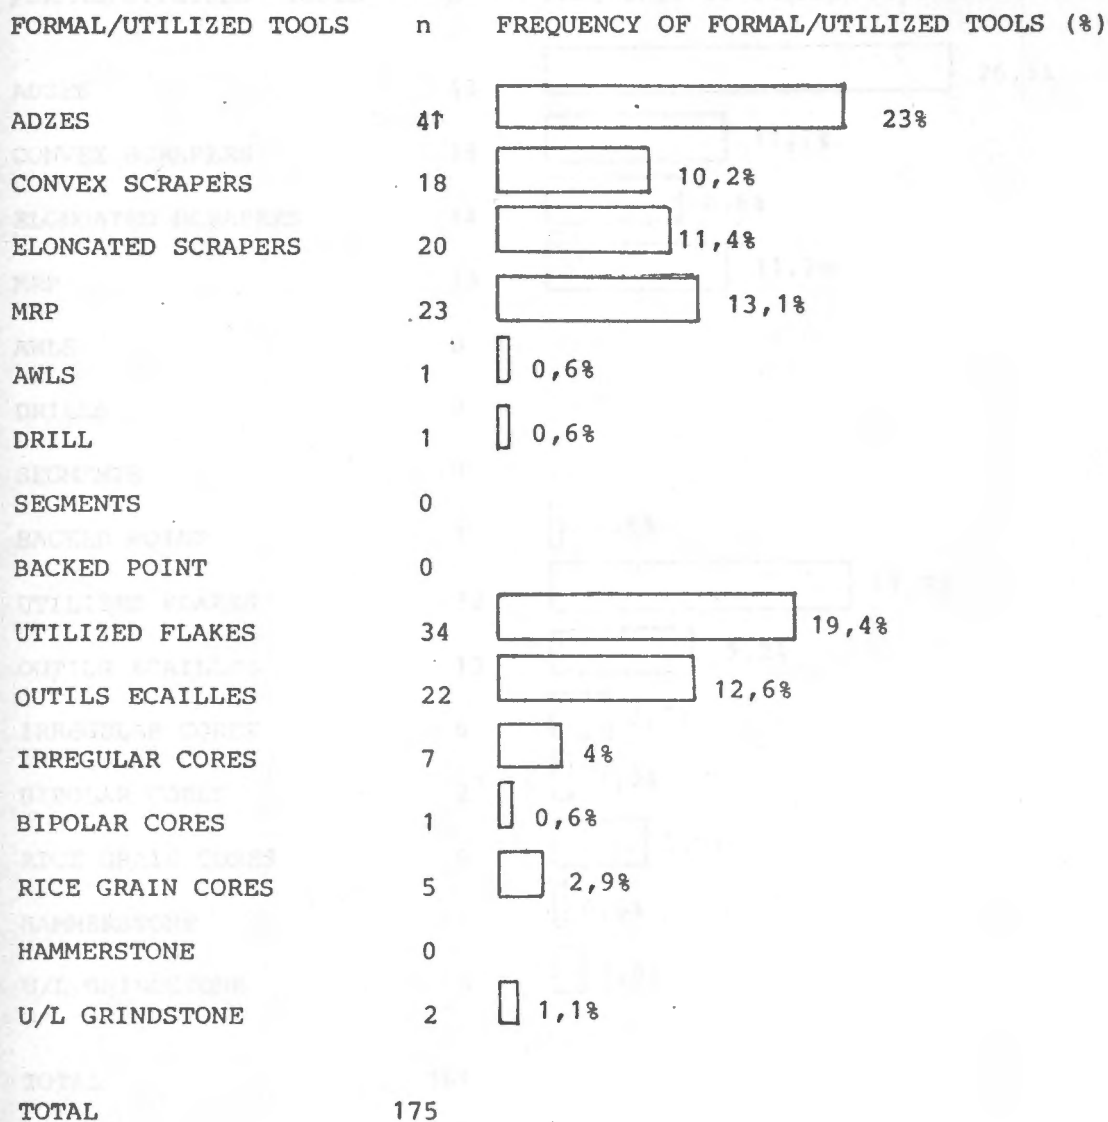 FORMAL/UTILIZED TOOLS n FREQUENCY OF FORMAL/UTILIZED TOOLS (%)
ADZES 41 23%
CONVEX SCRAPERS 18 10,2%
ELONGATED SCRAPERS 20 11,4%
MRP 23 13,1%
AWLS 1 0,6%
DRILL 1 0,6%
SEGMENTS 0
BACKED POINT 0
UTILIZED FLAKES 34 19,4%
OUTILS ECAILLES 22 12,6%
IRREGULAR CORES 7 4%
BIPOLAR CORES 1 0,6%
RICE GRAIN CORES 5 2,9%
HAMMERSTONE 0
U/L GRINDSTONE 2 1,1%
TOTAL 175